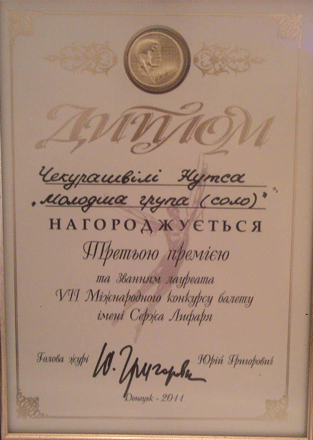 ДИПЛОМ
Чекурашвілі Нутса
„Молодша група (соло)"
НАГОРОДЖУЄТЬСЯ
Третьою премією
та званням лауреата
VII Міжнародного конкурсу балету
імені Сержа Лифаря
Голова журі
Юрій Григорович
Донецьк - 2011